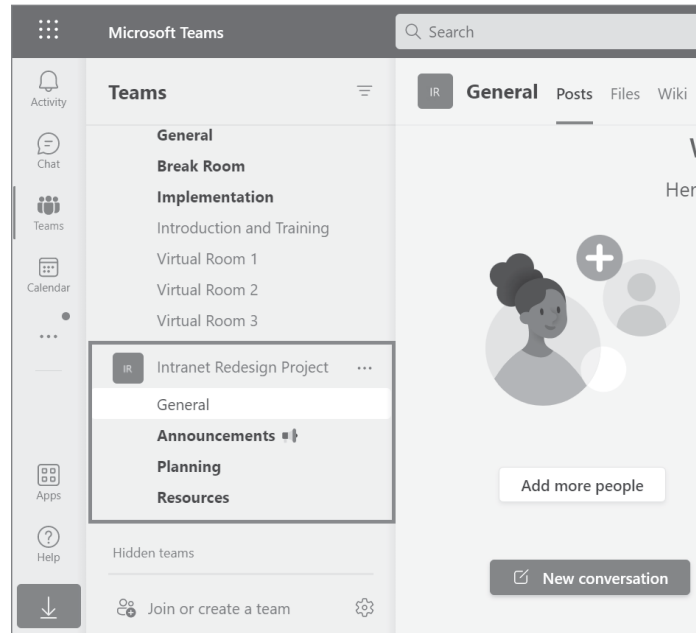 Microsoft Teams
Search
Activity
Chat
Teams
Calendar
Apps
Help
Teams
General
Break Room
Implementation
Introduction and Training
Virtual Room 1
Virtual Room 2
Virtual Room 3
IR Intranet Redesign Project ...
General
Announcements
Planning
Resources
Hidden teams
Join or create a team
IR General Posts Files Wiki
Add more people
New conversation